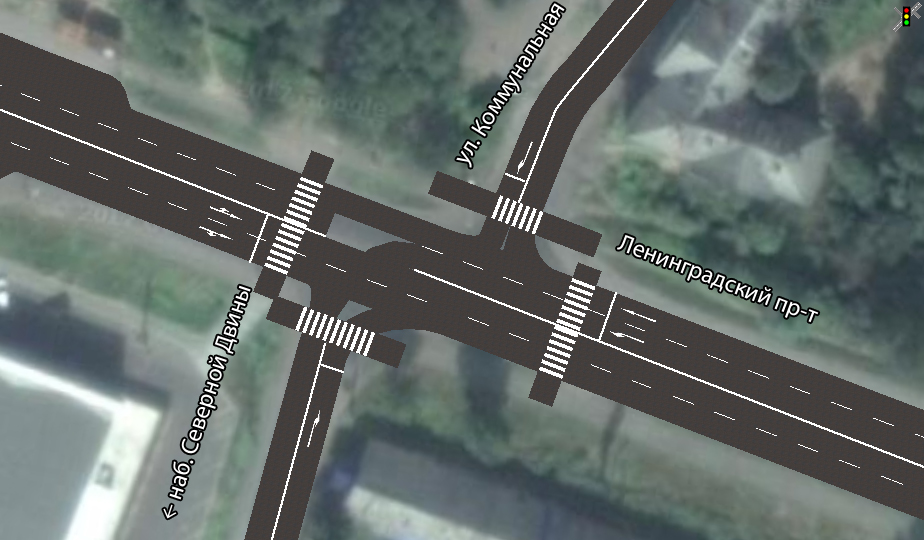 ул. Коммунальная
Ленинградский пр-т
← наб. Северной Двины